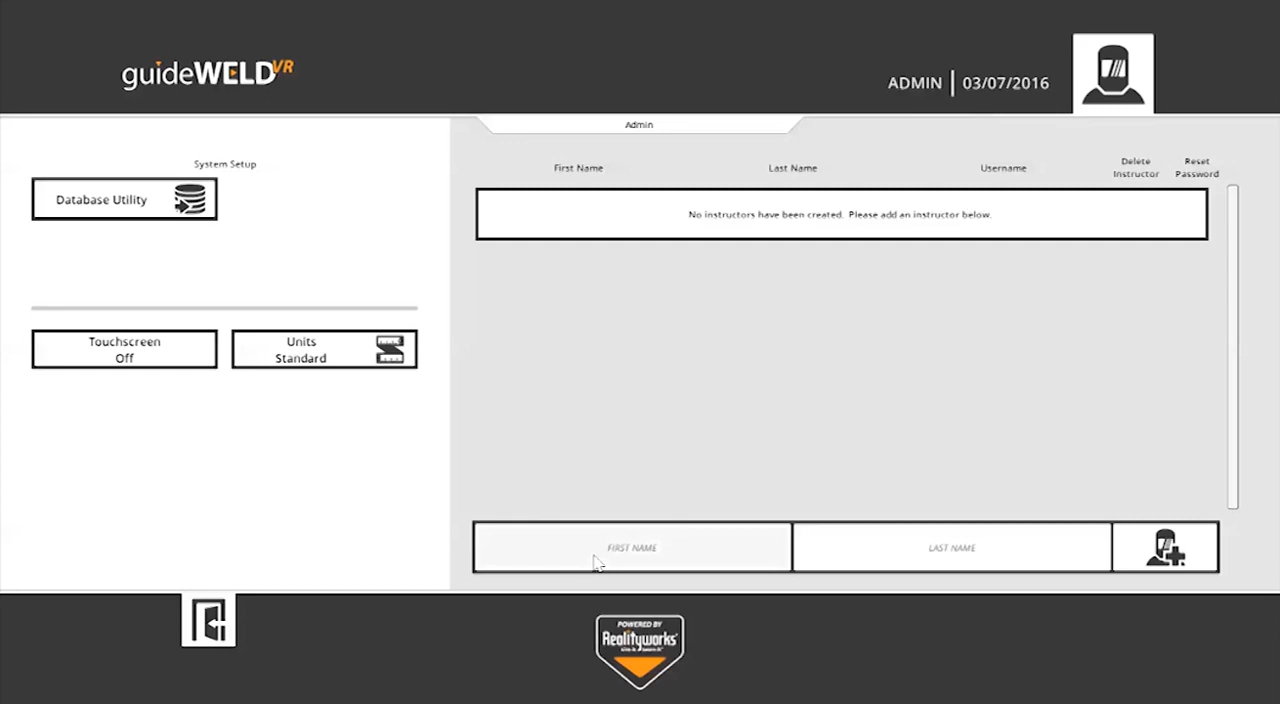 guideWELDVR
ADMIN 03/07/2016
Admin
System Setup
Database Utility
Touchscreen
Off
Units
Standard
First Name Last Name Username Delete Instructor Reset Password
No instructors have been created. Please add an instructor below.
FIRST NAME LAST NAME
POWERED BY
Realityworks